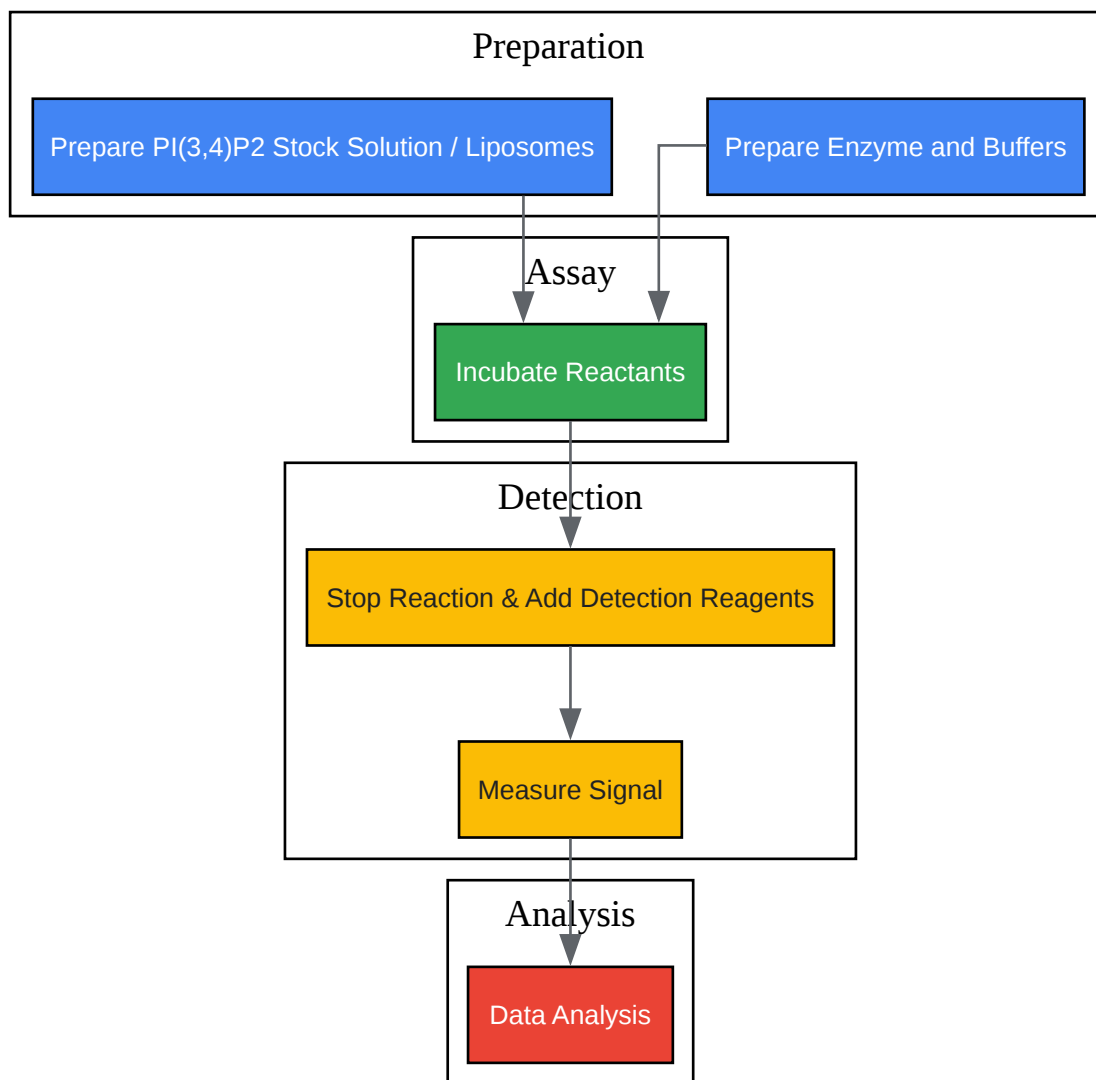 Preparation
Prepare PI(3,4)P2 Stock Solution / Liposomes
Prepare Enzyme and Buffers
Assay
Incubate Reactants
Detection
Stop Reaction & Add Detection Reagents
Measure Signal
Analysis
Data Analysis